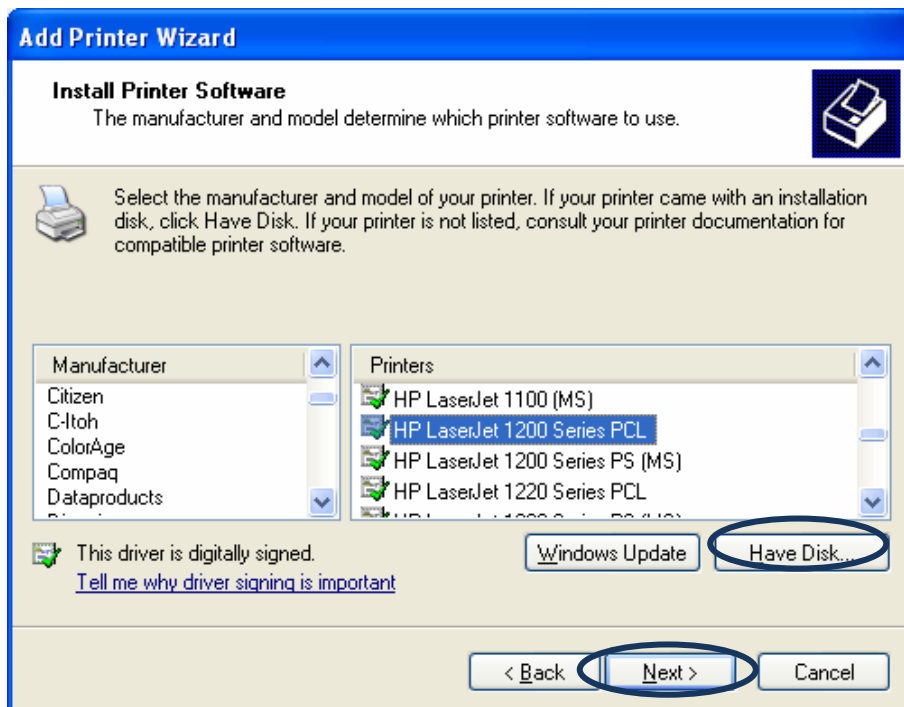 Add Printer Wizard
Install Printer Software
The manufacturer and model determine which printer software to use.
Select the manufacturer and model of your printer. If your printer came with an installation
disk, click Have Disk. If your printer is not listed, consult your printer documentation for
compatible printer software.
Manufacturer
Citizen
C-Itoh
ColorAge
Compaq
Dataproducts
Printers
HP LaserJet 1100 (MS)
HP LaserJet 1200 Series PCL
HP LaserJet 1200 Series PS (MS)
HP LaserJet 1220 Series PCL
This driver is digitally signed.
Tell me why driver signing is important
Windows Update
Have Disk...
< Back
Next >
Cancel